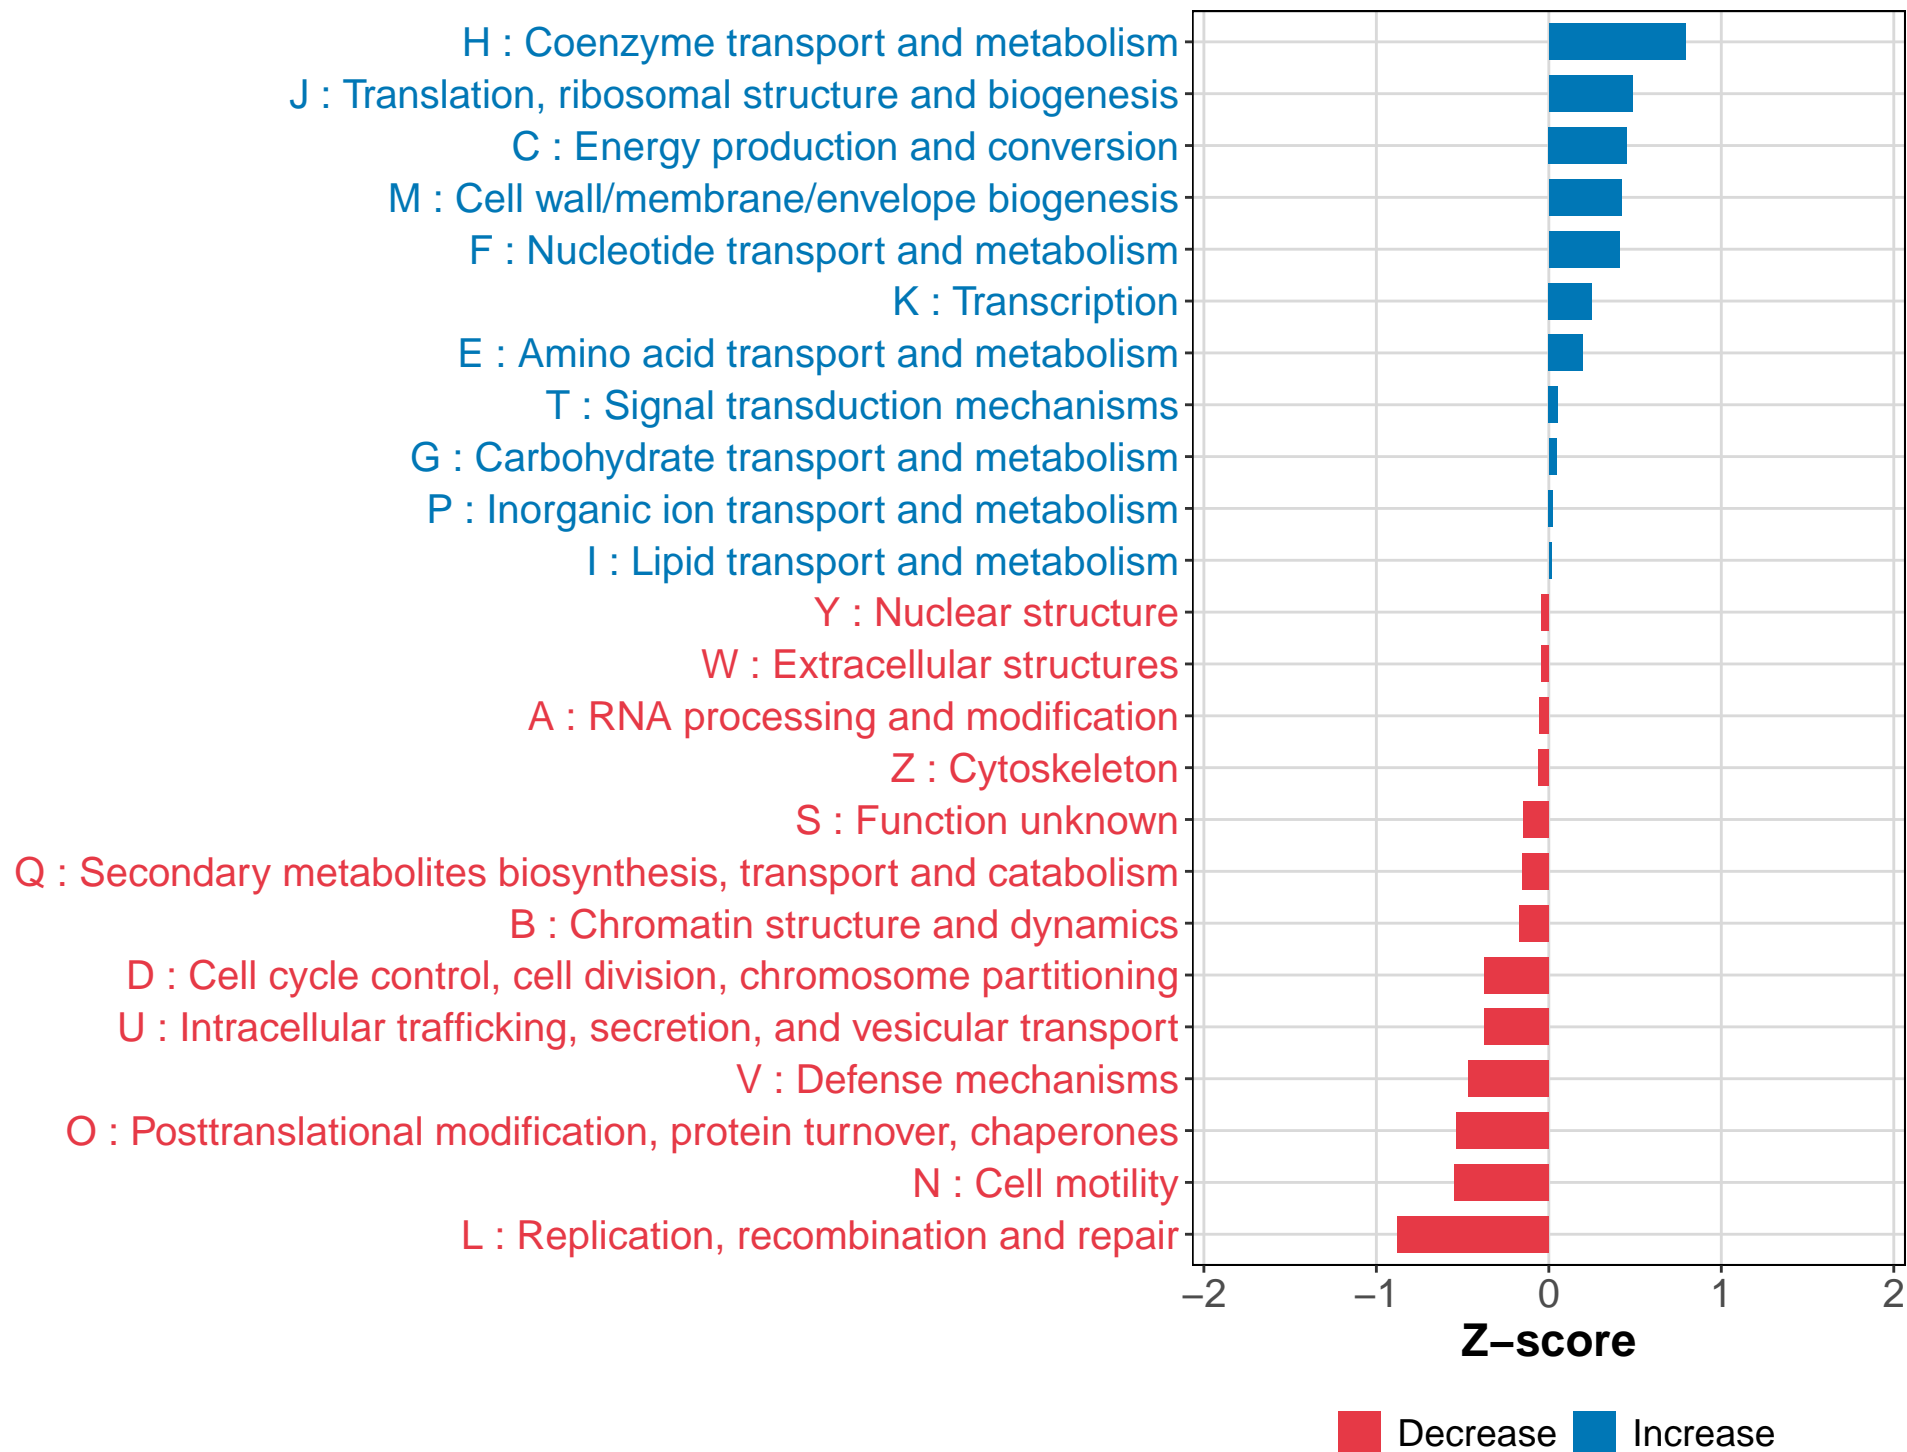 H : Coenzyme transport and metabolism
J : Translation, ribosomal structure and biogenesis
C : Energy production and conversion
M : Cell wall/membrane/envelope biogenesis
F : Nucleotide transport and metabolism
K : Transcription
E : Amino acid transport and metabolism
T : Signal transduction mechanisms
G : Carbohydrate transport and metabolism
P : Inorganic ion transport and metabolism
I : Lipid transport and metabolism
Y : Nuclear structure
W : Extracellular structures
A : RNA processing and modification
Z : Cytoskeleton
S : Function unknown
Q : Secondary metabolites biosynthesis, transport and catabolism
B : Chromatin structure and dynamics
D : Cell cycle control, cell division, chromosome partitioning
U : Intracellular trafficking, secretion, and vesicular transport
V : Defense mechanisms
O : Posttranslational modification, protein turnover, chaperones
N : Cell motility
L : Replication, recombination and repair
−2 −1 0 1 2
Z−score
Decrease Increase